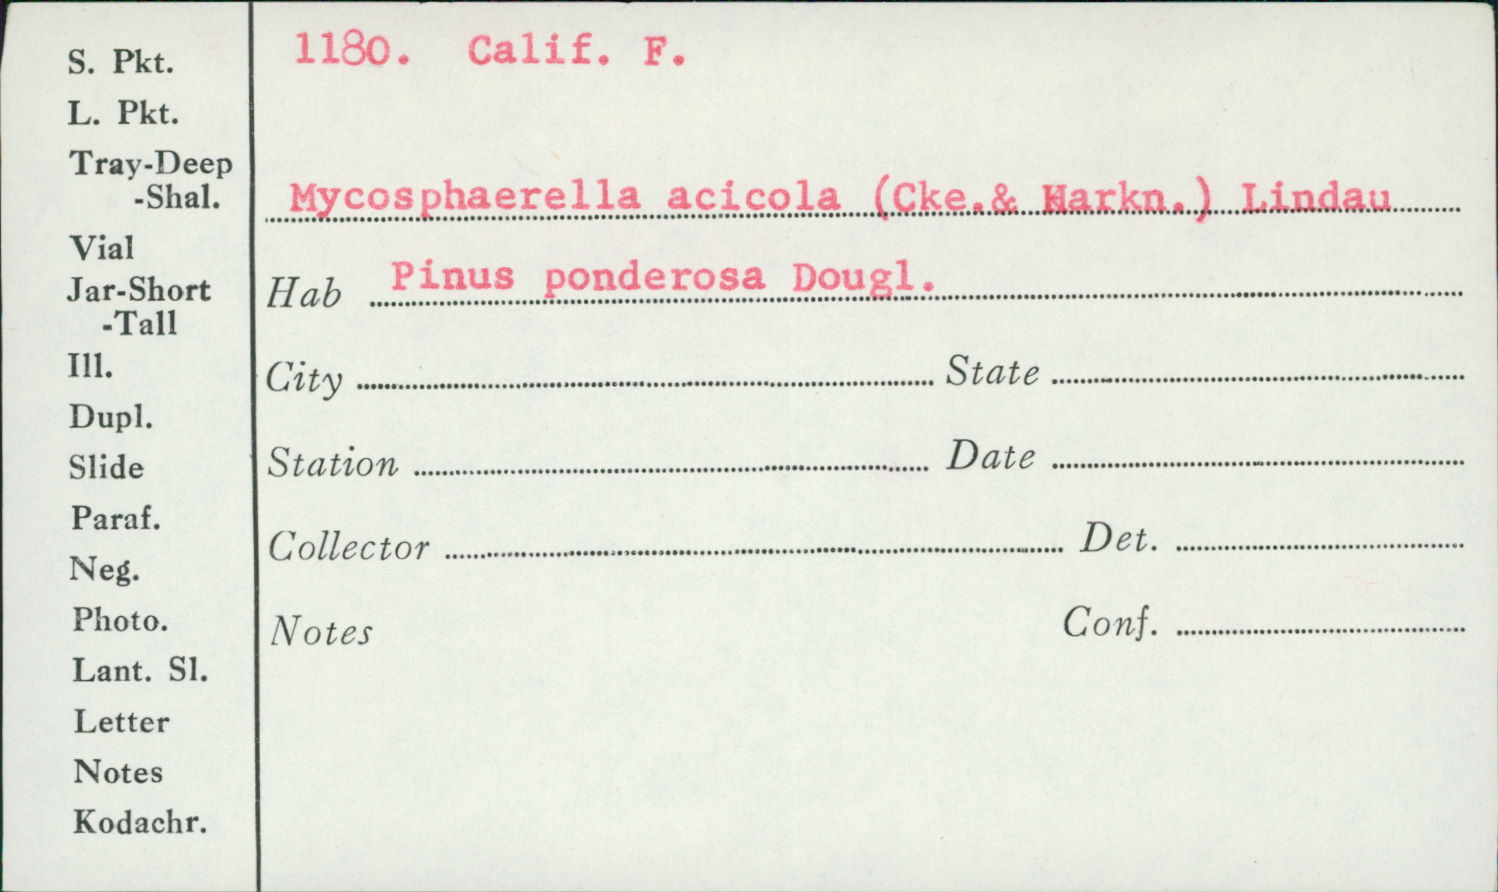 S. Pkt.
L. Pkt.
Tray-Deep
-Shal.
Vial
Jar-Short
-Tall
Ill.
Dupl.
Slide
Paraf.
Neg.
Photo.
Lant. Sl.
Letter
Notes
Kodachr.
1180. Calif. F.
Mycosphaerella acicola (Cke.& Harkn.) Lindau
Hab Pinus ponderosa Dougl.
City State
Station Date
Collector Det.
Notes Conf.